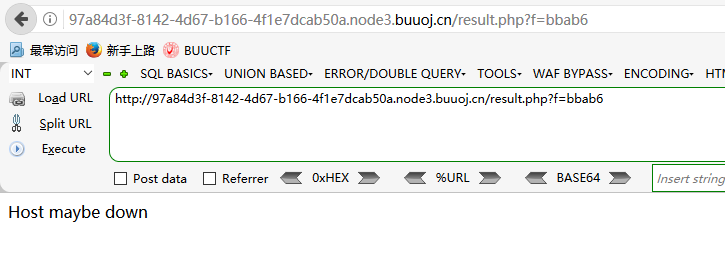 97a84d3f-8142-4d67-b166-4f1e7dcab50a.node3.buuoj.cn/result.php?f=bbab6
最常访问 新手上路 BUUCTF
INT SQL BASICS UNION BASED ERROR/DOUBLE QUERY TOOLS WAF BYPASS ENCODING HTM
Load URL http://97a84d3f-8142-4d67-b166-4f1e7dcab50a.node3.buuoj.cn/result.php?f=bbab6
Split URL
Execute
Post data Referrer 0xHEX %URL BASE64 Insert string
Host maybe down